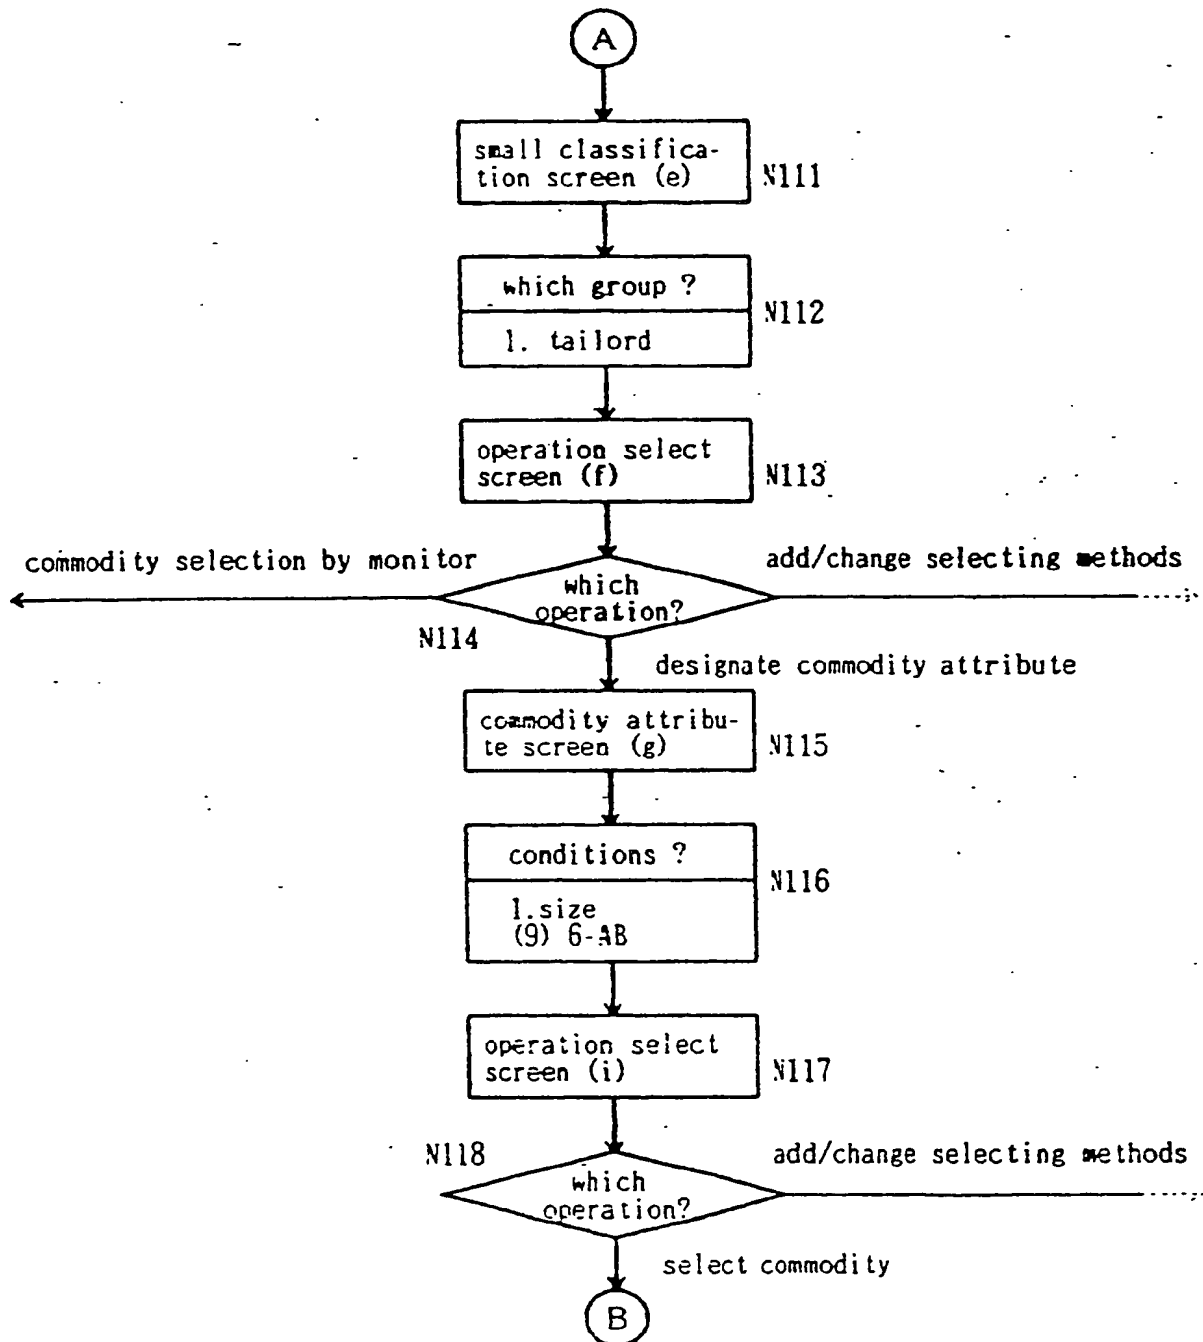 A
small classifica-
tion screen (e)
N111
which group ?
N112
1. tailord
operation select
screen (f)
N113
commodity selection by monitor
add/change selecting methods
which
operation?
N114
designate commodity attribute
commodity attribu-
te screen (g)
N115
conditions ?
N116
1.size
(9) 6-AB
operation select
screen (i)
N117
N118
add/change selecting methods
which
operation?
select commodity
B